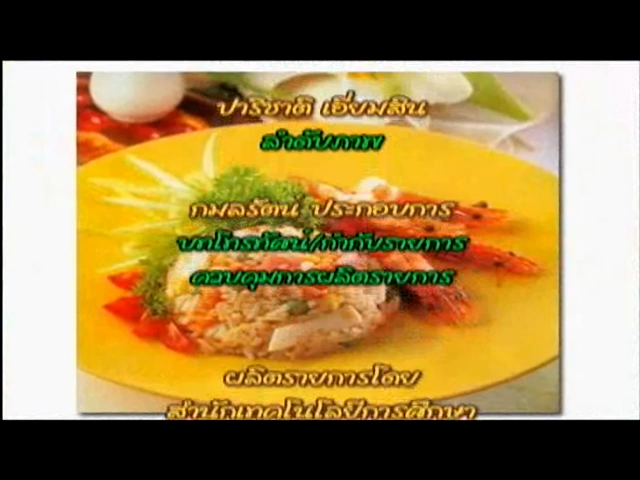 ปาริชาติ เอี่ยมสิน
ลำดับภาพ
กมลรัตน์ ประกอบการ
บทโทรทัศน์/กำกับรายการ
ควบคุมการผลิตรายการ
ผลิตรายการโดย
สำนักเทคโนโลยีการศึกษา